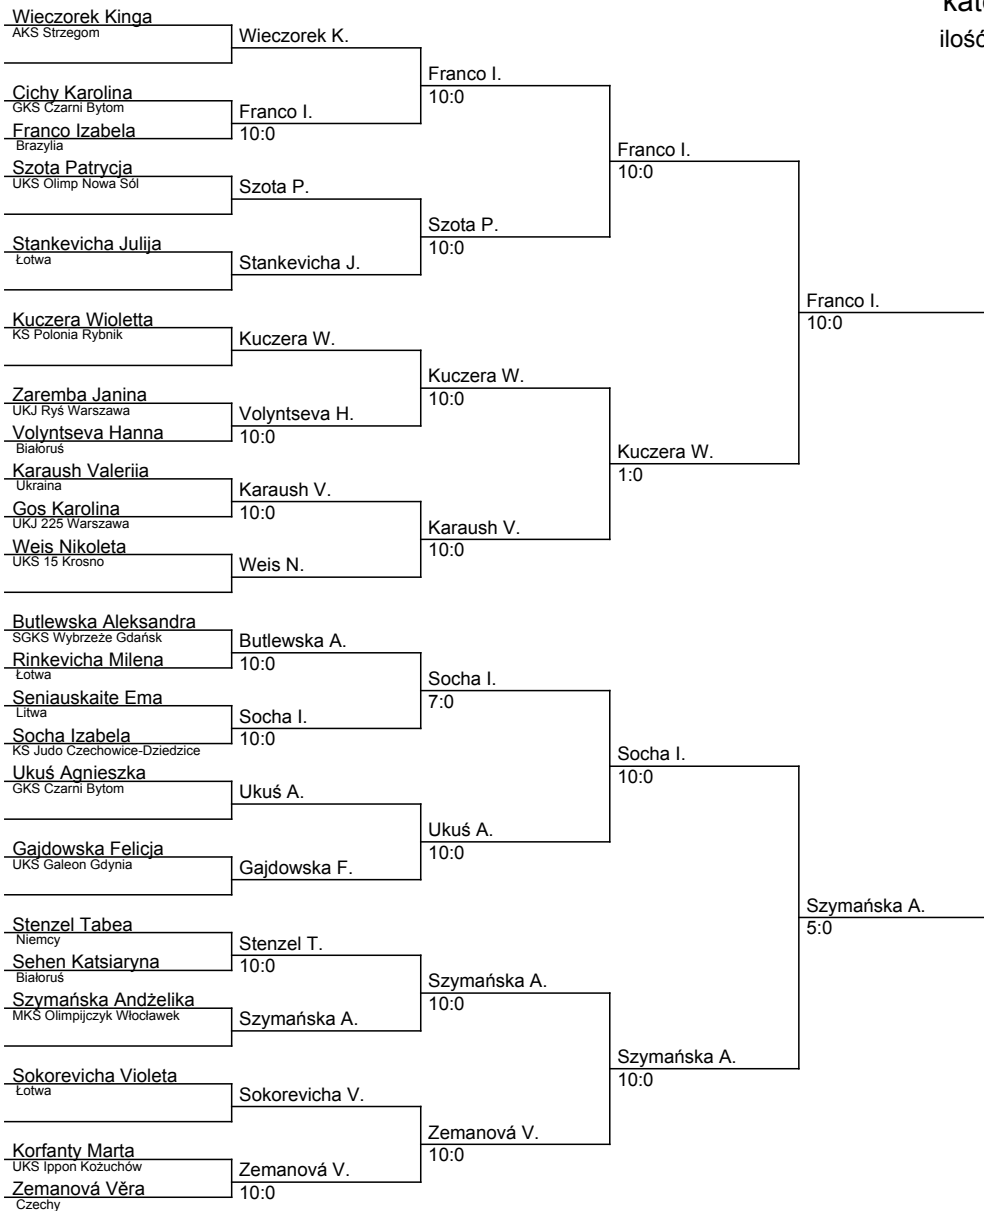 Wieczorek Kinga
AKS Strzegom
Cichy Karolina
GKS Czarni Bytom
Franco Izabela
Brazylia
Szota Patrycja
UKS Olimp Nowa Sól
Stankevicha Julija
Łotwa
Kuczera Wioletta
KS Polonia Rybnik
Zaremba Janina
UKJ Ryś Warszawa
Volyntseva Hanna
Białoruś
Karaush Valeriia
Ukraina
Gos Karolina
UKJ 225 Warszawa
Weis Nikoleta
UKS 15 Krosno
Butlewska Aleksandra
SGKS Wybrzeże Gdańsk
Rinkevicha Milena
Łotwa
Seniauskaite Ema
Litwa
Socha Izabela
KS Judo Czechowice-Dziedzice
Ukuś Agnieszka
GKS Czarni Bytom
Gajdowska Felicja
UKS Galeon Gdynia
Stenzel Tabea
Niemcy
Sehen Katsiaryna
Białoruś
Szymańska Andżelika
MKS Olimpijczyk Włocławek
Sokorevicha Violeta
Łotwa
Korfanty Marta
UKS Ippon Kożuchów
Zemanová Věra
Czechy
Wieczorek K.
Franco I.
10:0
Szota P.
Stankevicha J.
Kuczera W.
Volyntseva H.
10:0
Karaush V.
10:0
Weis N.
Butlewska A.
10:0
Socha I.
10:0
Ukuś A.
Gajdowska F.
Stenzel T.
10:0
Szymańska A.
Sokorevicha V.
Zemanová V.
10:0
Franco I.
10:0
Szota P.
10:0
Kuczera W.
10:0
Karaush V.
10:0
Socha I.
7:0
Ukuś A.
10:0
Szymańska A.
10:0
Zemanová V.
10:0
Franco I.
10:0
Kuczera W.
1:0
Socha I.
10:0
Szymańska A.
10:0
Franco I.
10:0
Szymańska A.
5:0